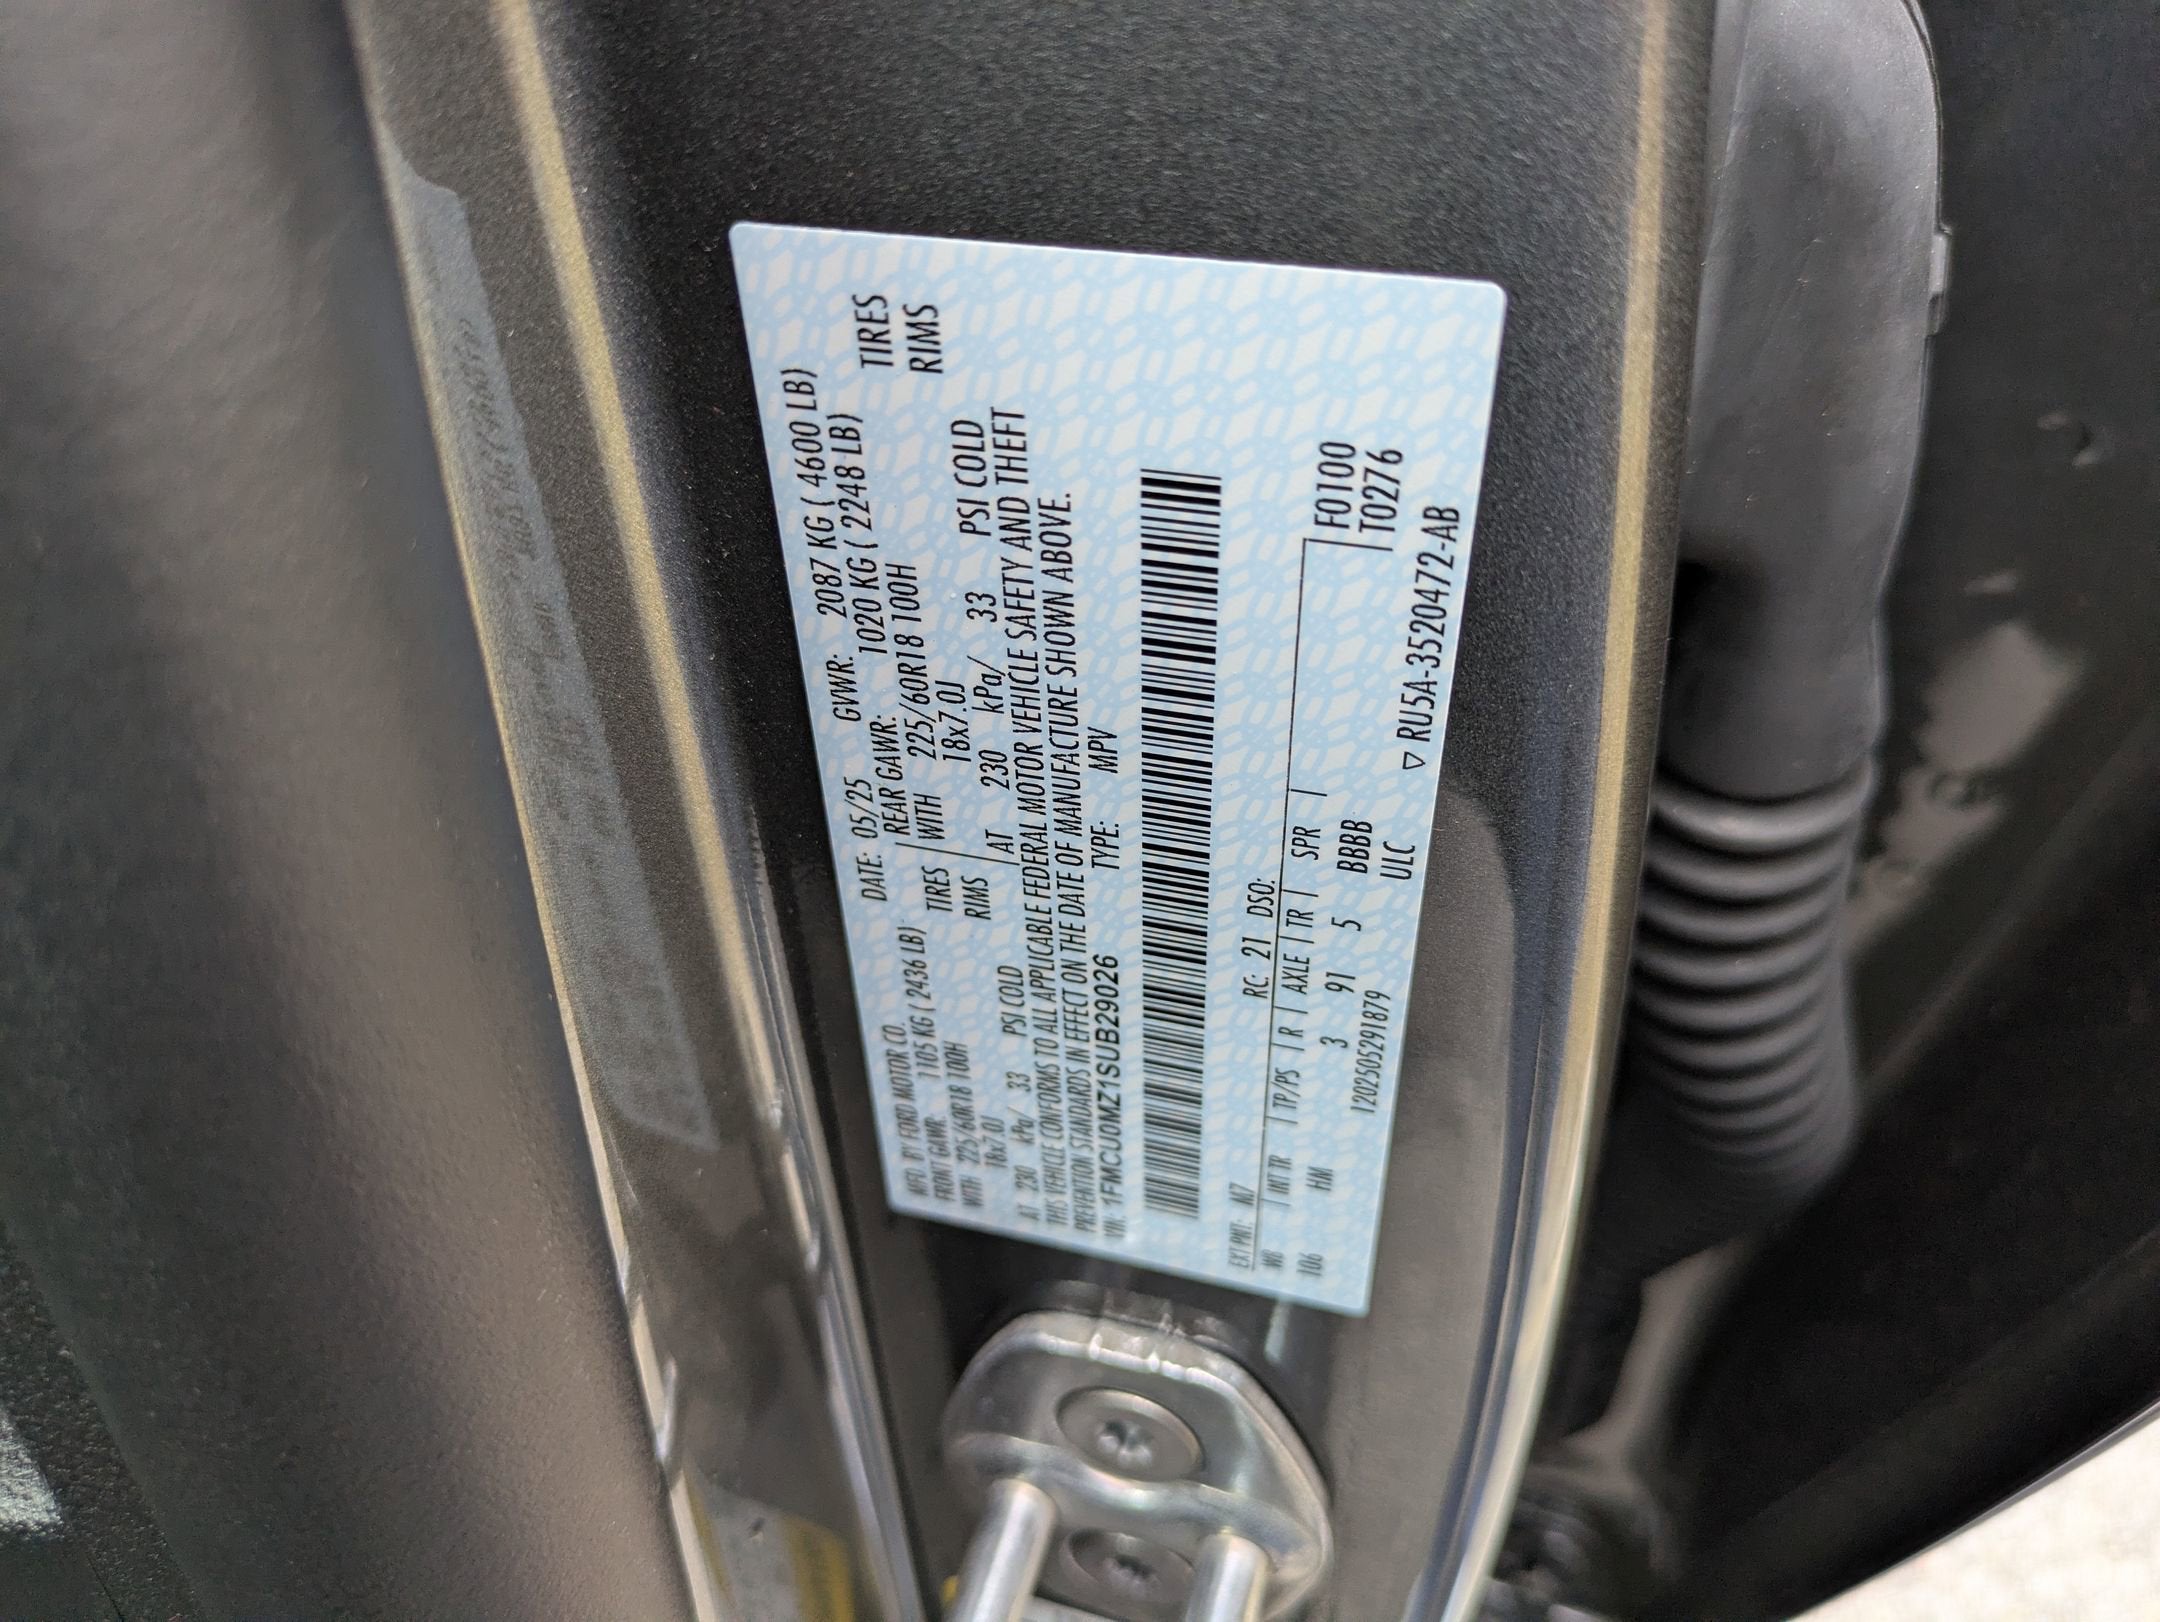 MFD. BY FORD MOTOR CO. DATE: 05/25 GVWR: 2087 KG ( 4600 LB)
FRONT GAWR: 1105 KG ( 2436 LB) REAR GAWR: 1020 KG ( 2248 LB)
WITH 225/60R18 100H TIRES WITH 225/60R18 100H TIRES
18x7.0J RIMS 18x7.0J RIMS
AT 230 kPa/ 33 PSI COLD AT 230 kPa/ 33 PSI COLD
THIS VEHICLE CONFORMS TO ALL APPLICABLE FEDERAL MOTOR VEHICLE SAFETY AND THEFT
PREVENTION STANDARDS IN EFFECT ON THE DATE OF MANUFACTURE SHOWN ABOVE.
VIN: 1FMCU0MZ1SUB29026 TYPE: MPV
EXT PNT: M7 RC: 21 DSO:
WB INT TR TP/PS R AXLE TR SPR F0100
106 HM 3 91 5 BBBB T0276
1202505291879 ULC
▽ RU5A-3520472-AB